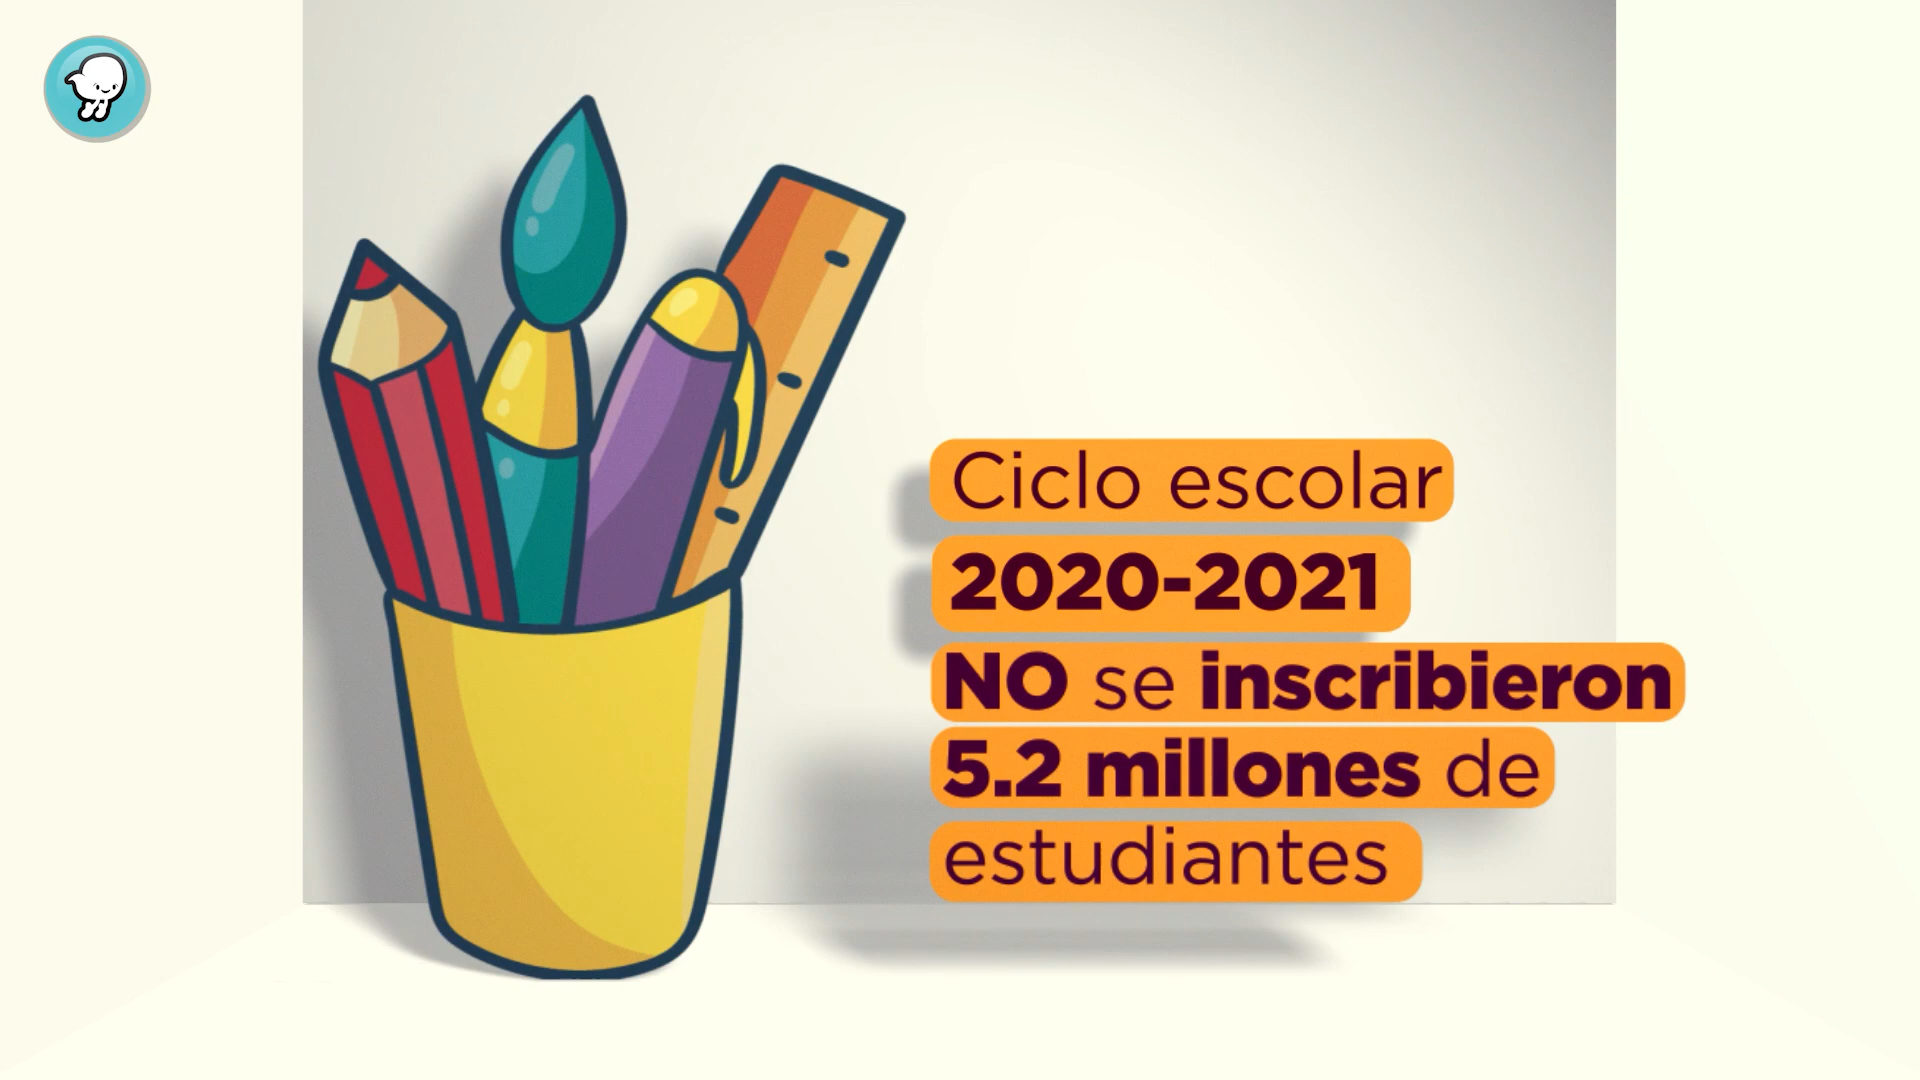 Ciclo escolar
2020-2021
NO se inscribieron
5.2 millones de
estudiantes